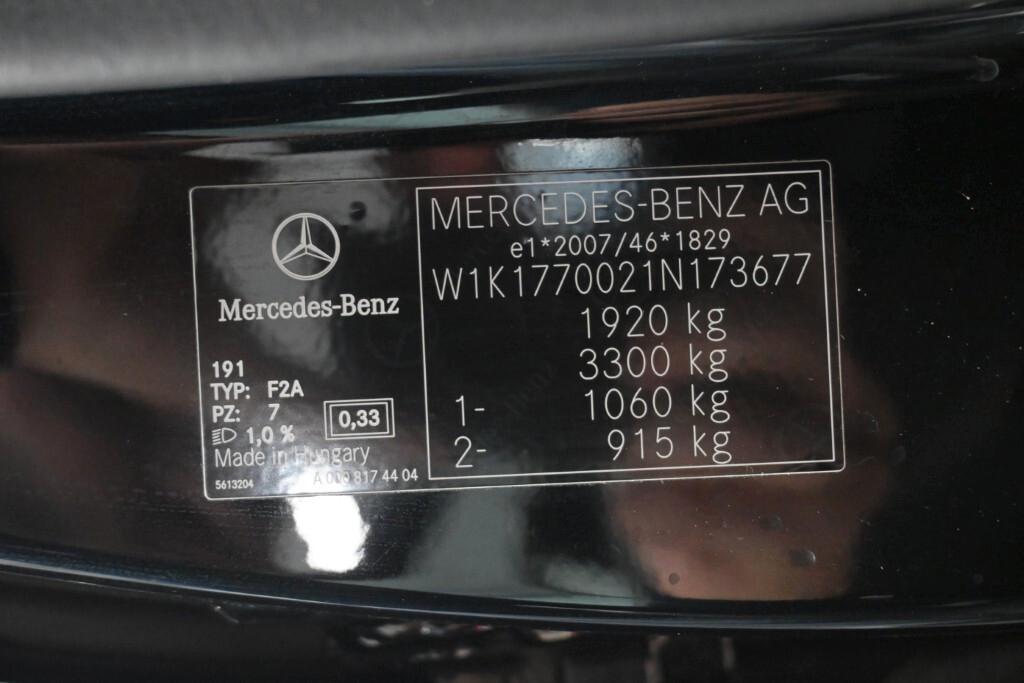 Mercedes-Benz
191
TYP: F2A
PZ: 7
1,0 %
0,33
Made in Hungary
5613204
A 000 817 44 04
MERCEDES-BENZ AG
e1*2007/46*1829
W1K1770021N173677
1920 kg
3300 kg
1- 1060 kg
2- 915 kg